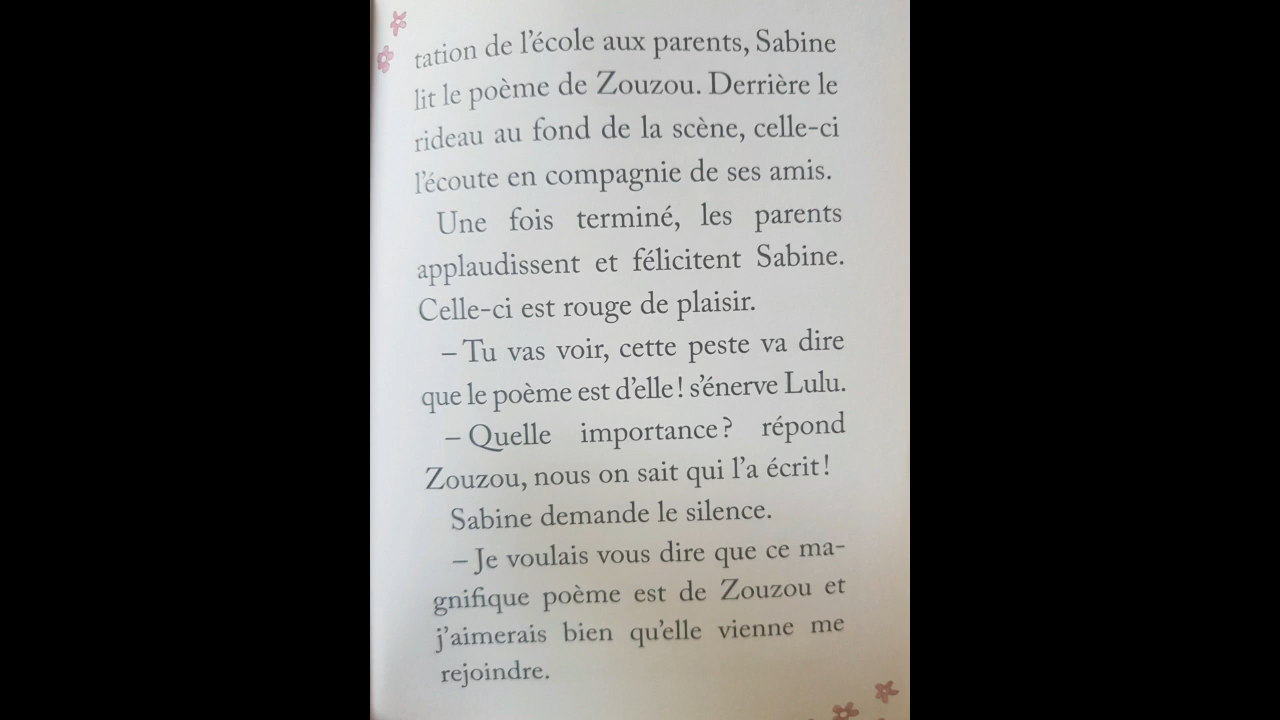 tation de l'école aux parents, Sabine
lit le poème de Zouzou. Derrière le
rideau au fond de la scène, celle-ci
l'écoute en compagnie de ses amis.
Une fois terminé, les parents
applaudissent et félicitent Sabine.
Celle-ci est rouge de plaisir.
– Tu vas voir, cette peste va dire
que le poème est d'elle ! s'énerve Lulu.
– Quelle importance ? répond
Zouzou, nous on sait qui l'a écrit !
Sabine demande le silence.
– Je voulais vous dire que ce ma-
gnifique poème est de Zouzou et
j'aimerais bien qu'elle vienne me
rejoindre.